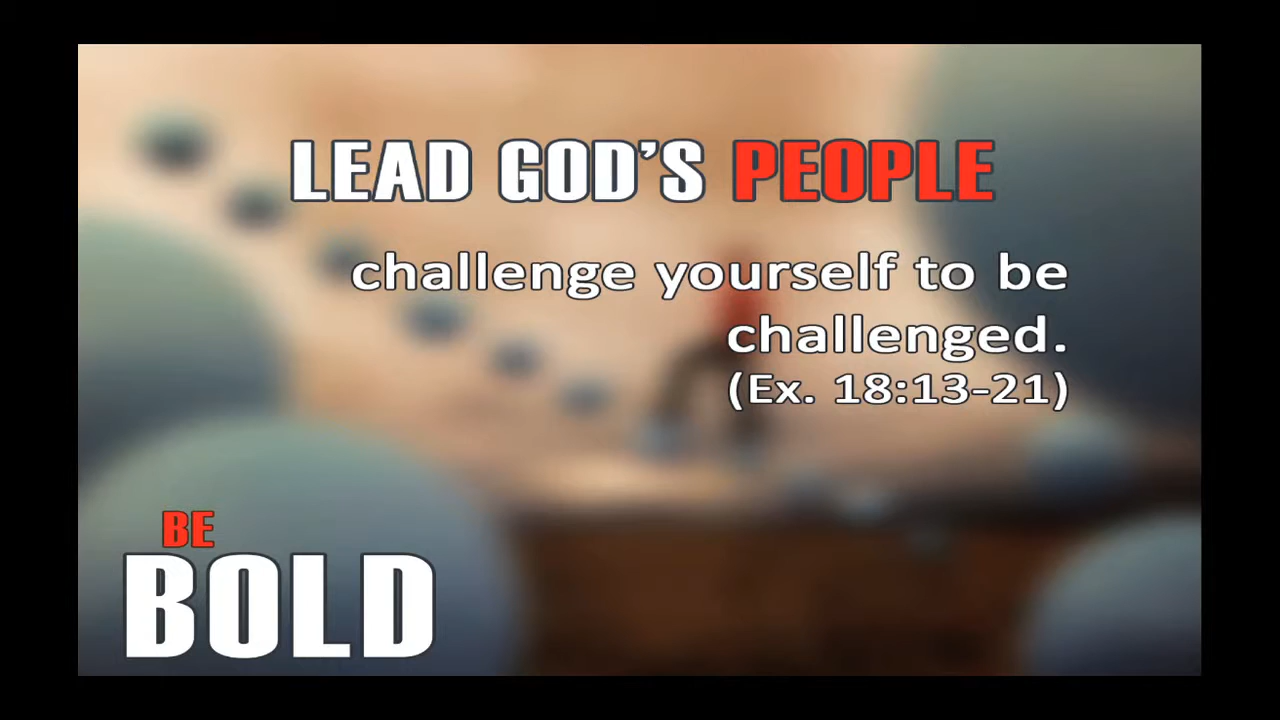 LEAD GOD'S PEOPLE
challenge yourself to be
challenged.
(Ex. 18:13-21)
BE
BOLD